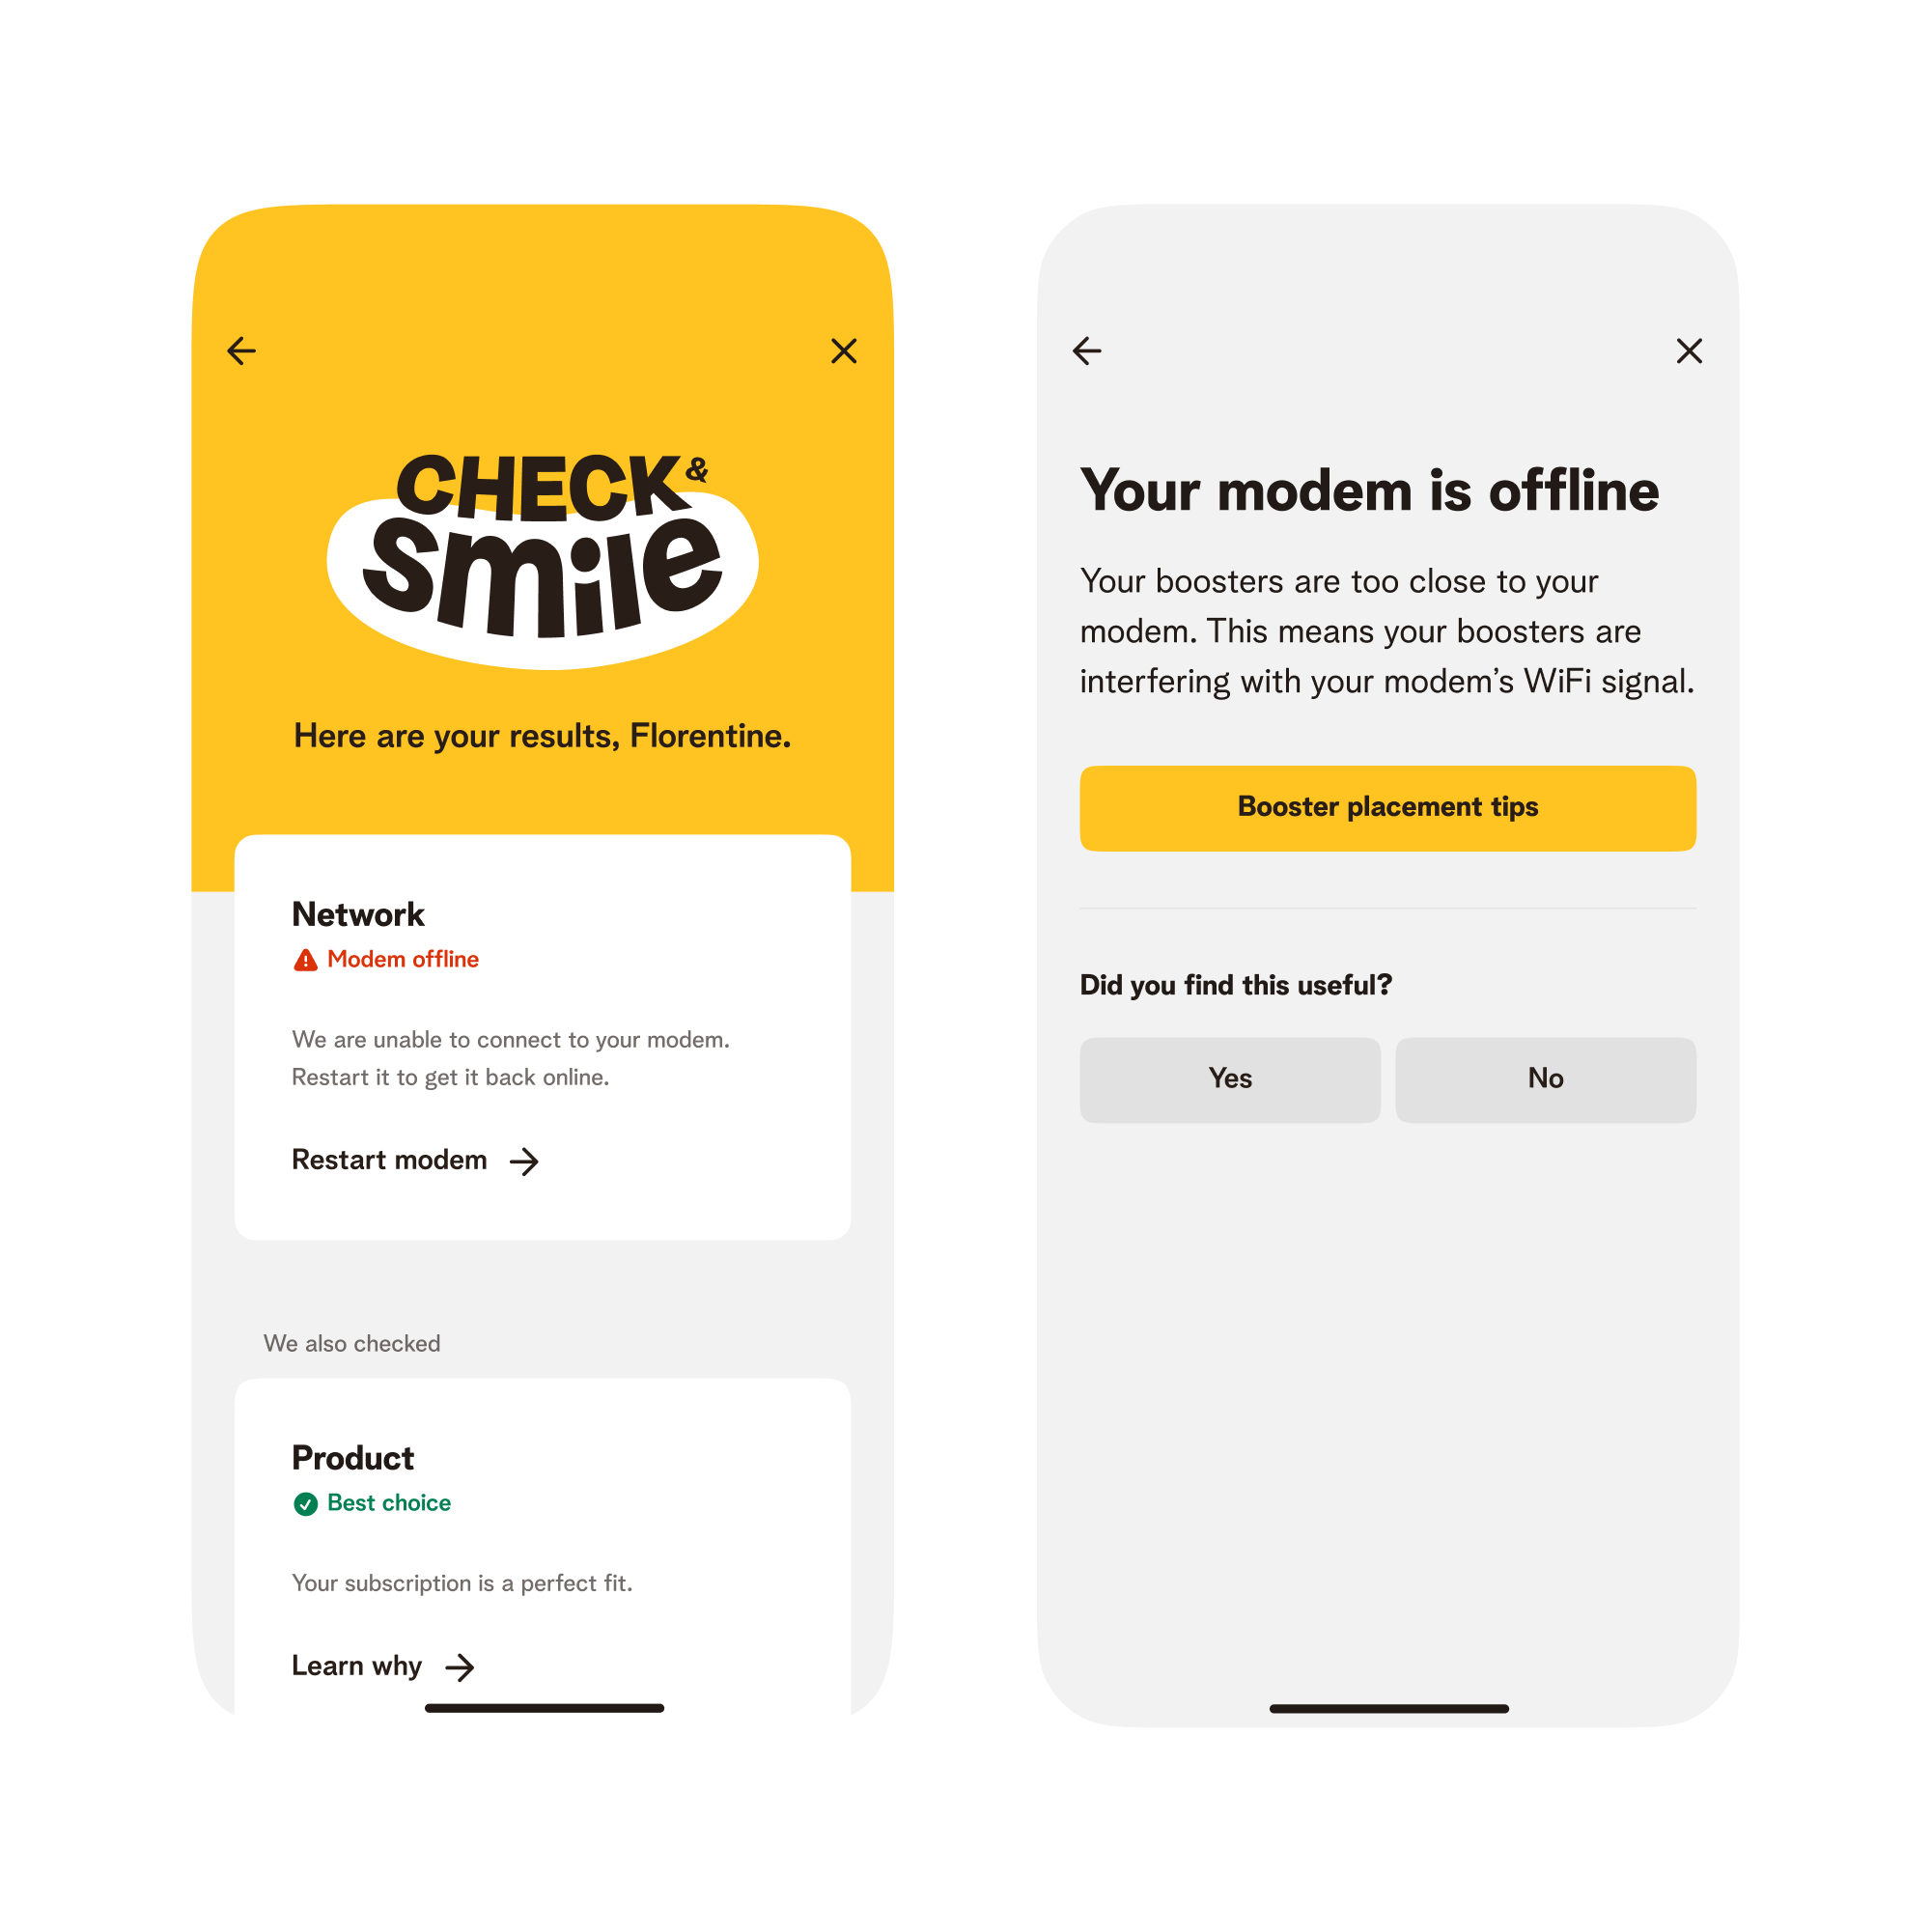 CHECK &
smile
Here are your results, Florentine.
Network
Modem offline
We are unable to connect to your modem.
Restart it to get it back online.
Restart modem
We also checked
Product
Best choice
Your subscription is a perfect fit.
Learn why
Your modem is offline
Your boosters are too close to your
modem. This means your boosters are
interfering with your modem’s WiFi signal.
Booster placement tips
Did you find this useful?
Yes
No